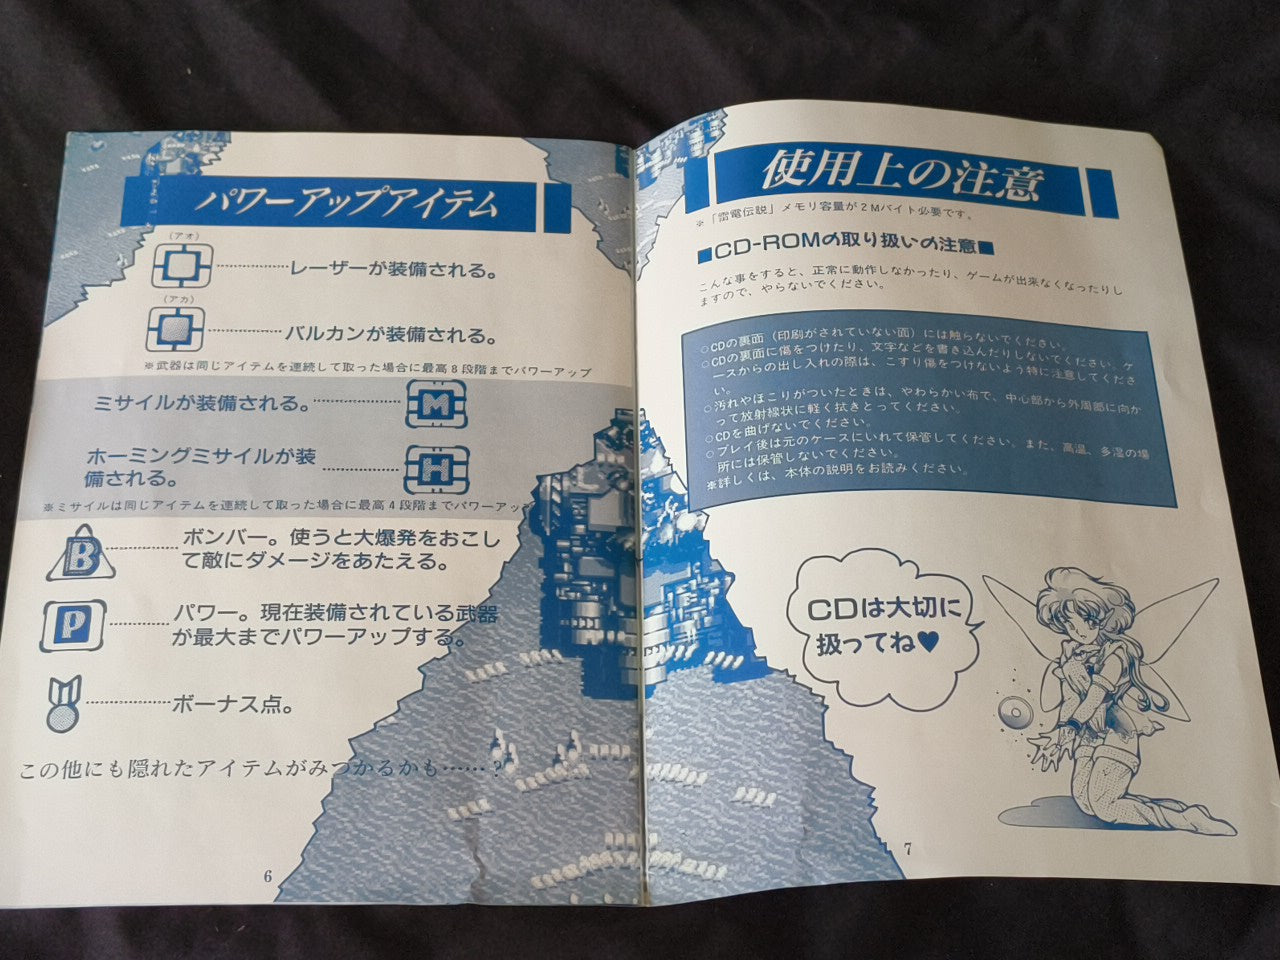 パワーアップアイテム
(アオ)
レーザーが装備される。
(アカ)
バルカンが装備される。
※武器は同じアイテムを連続して取った場合に最高8段階までパワーアップ
ミサイルが装備される。
M
ホーミングミサイルが装
備される。
H
※ミサイルは同じアイテムを連続して取った場合に最高4段階までパワーアップ
B
ボンバー。使うと大爆発をおこし
て敵にダメージをあたえる。
P
パワー。現在装備されている武器
が最大までパワーアップする。
ボーナス点。
この他にも隠れたアイテムがみつかるかも……?
6
使用上の注意
※「雷電伝説」メモリ容量が2Mバイト必要です。
■CD-ROMの取り扱いの注意■
こんな事をすると、正常に動作しなかったり、ゲームが出来なくなったりし
ますので、やらないでください。
○CDの裏面(印刷がされていない面)には触らないでください。
○CDの裏面に傷をつけたり、文字などを書き込んだりしないでください。ケ
ースからの出し入れの際は、こすり傷をつけないよう特に注意してくださ
い。
○汚れやほこりがついたときは、やわらかい布で、中心部から外周部に向か
って放射線状に軽く拭きとってください。
○CDを曲げないでください。
○プレイ後は元のケースにいれて保管してください。また、高温、多湿の場
所には保管しないでください。
※詳しくは、本体の説明をお読みください。
CDは大切に
扱ってね♥
7